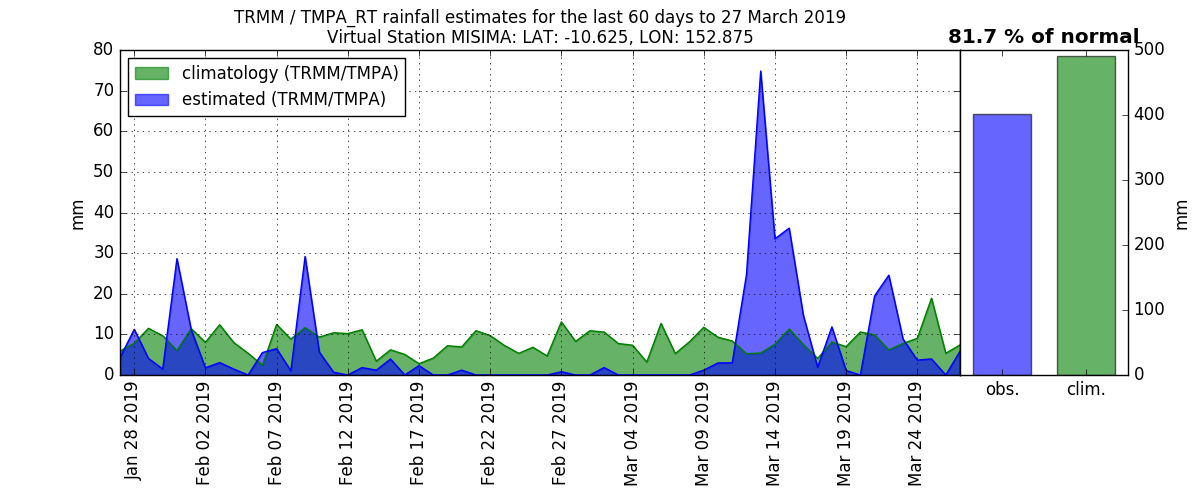 TRMM / TMPA_RT rainfall estimates for the last 60 days to 27 March 2019
Virtual Station MISIMA: LAT: -10.625, LON: 152.875
81.7 % of normal
climatology (TRMM/TMPA)
estimated (TRMM/TMPA)
mm
80
70
60
50
40
30
20
10
0
Jan 28 2019
Feb 02 2019
Feb 07 2019
Feb 12 2019
Feb 17 2019
Feb 22 2019
Feb 27 2019
Mar 04 2019
Mar 09 2019
Mar 14 2019
Mar 19 2019
Mar 24 2019
obs.
clim.
500
400
300
200
100
0
mm